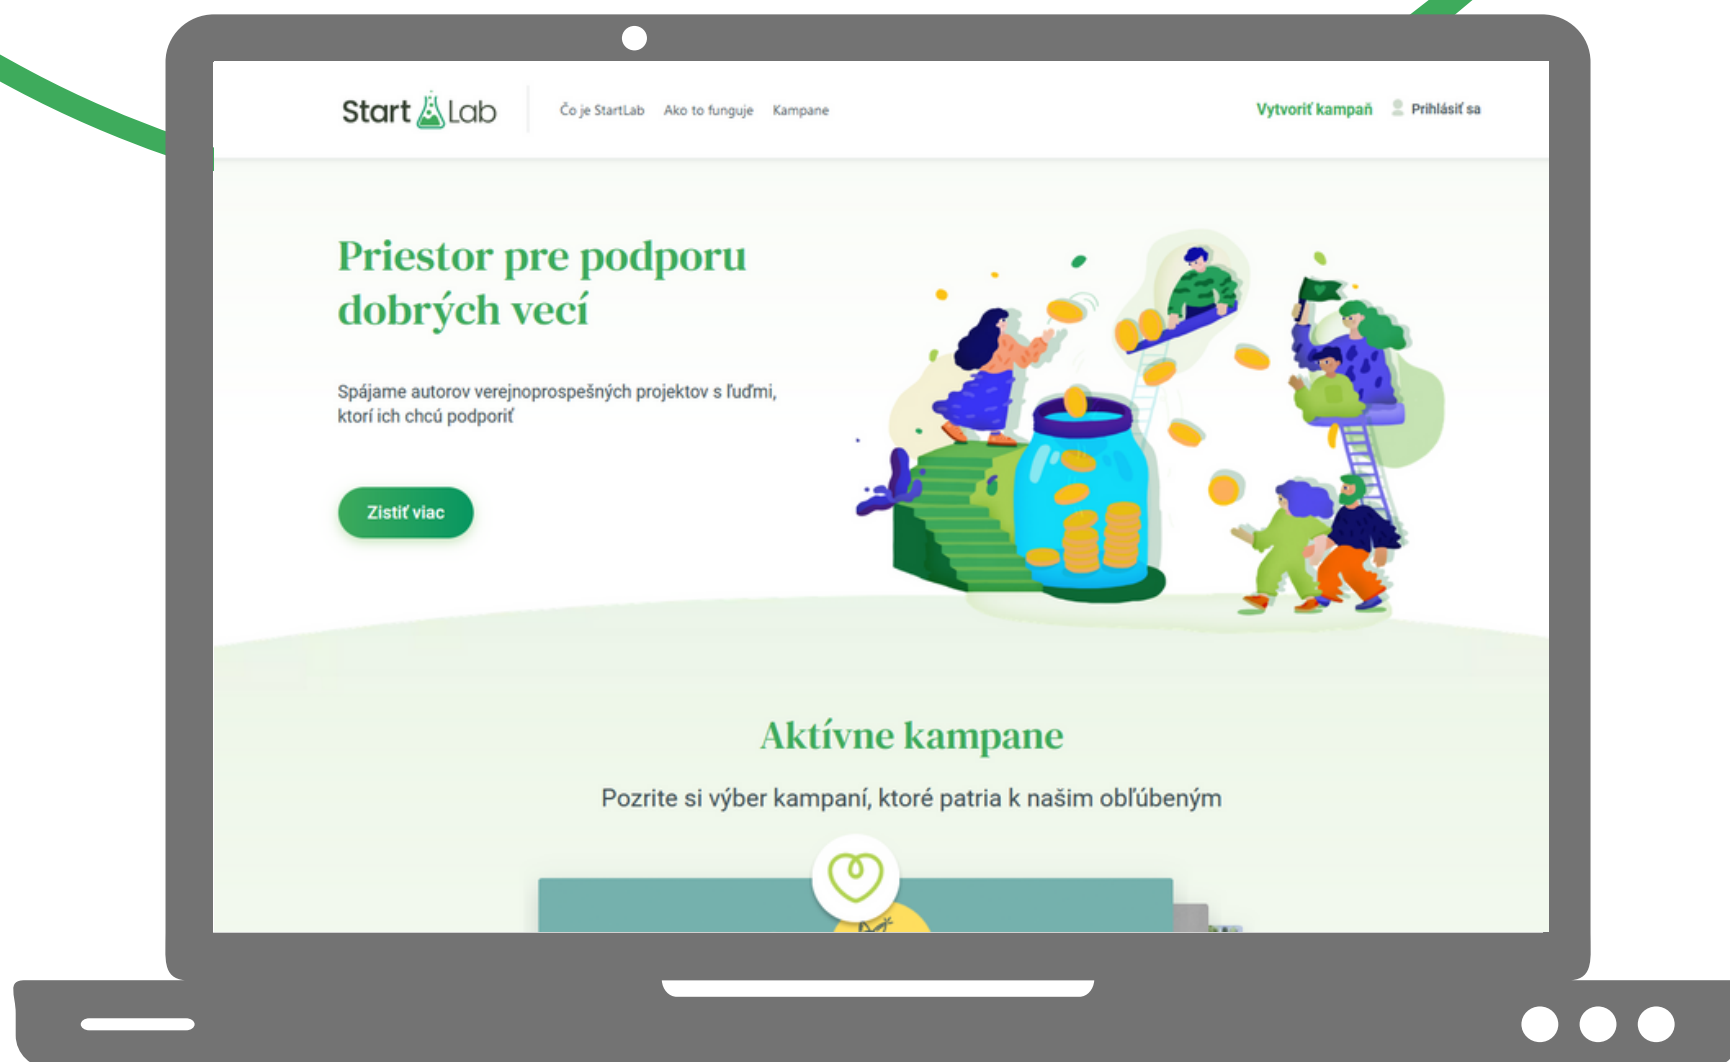 Start Lab
Čo je StartLab Ako to funguje Kampane
Vytvoriť kampaň Prihlásiť sa
Priestor pre podporu
dobrých vecí
Spájame autorov verejnoprospešných projektov s ľuďmi,
ktorí ich chcú podporiť
Zistiť viac
Aktívne kampane
Pozrite si výber kampaní, ktoré patria k našim obľúbeným